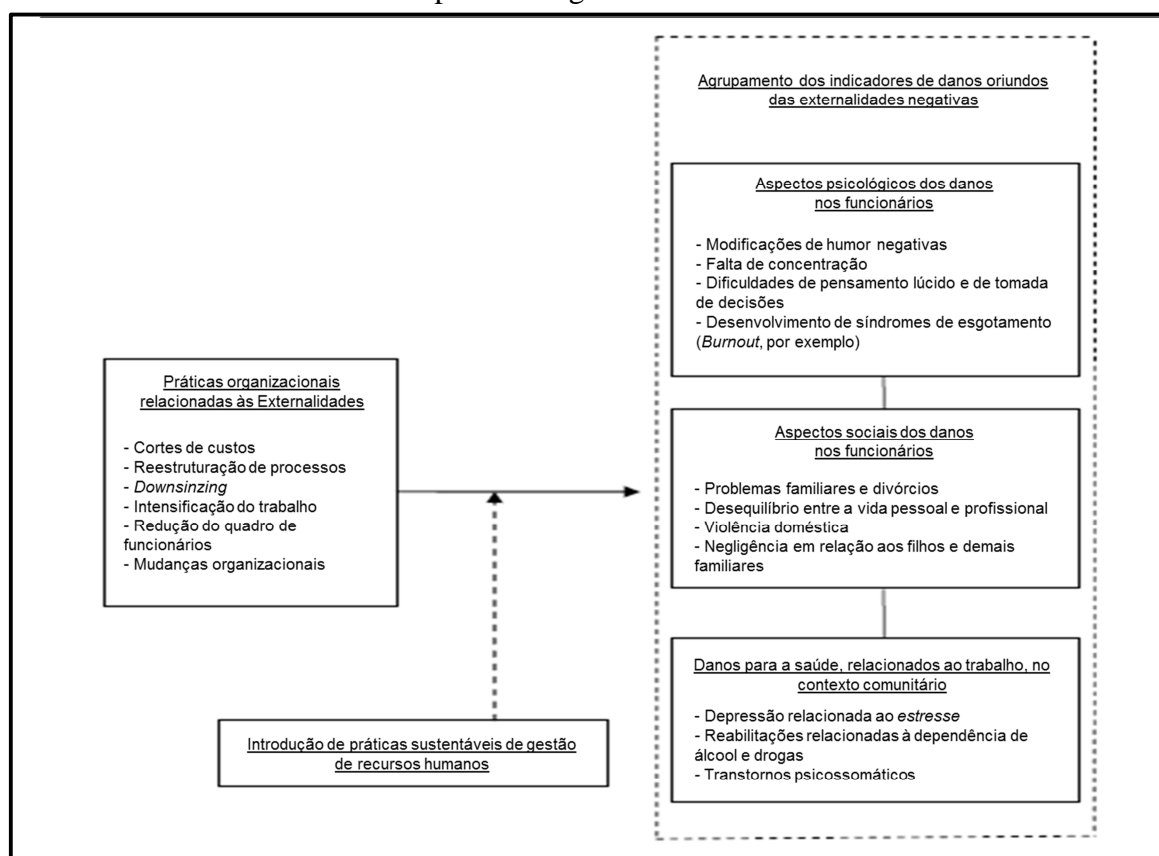 Agrupamento dos indicadores de danos oriundos
das externalidades negativas
Aspectos psicológicos dos danos
nos funcionários
- Modificações de humor negativas
- Falta de concentração
- Dificuldades de pensamento lúcido e de tomada
de decisões
- Desenvolvimento de síndromes de esgotamento
(Burnout, por exemplo)
Práticas organizacionais
relacionadas às Externalidades
- Cortes de custos
- Reestruturação de processos
- Downsinzing
- Intensificação do trabalho
- Redução do quadro de
funcionários
- Mudanças organizacionais
Aspectos sociais dos danos
nos funcionários
- Problemas familiares e divórcios
- Desequilíbrio entre a vida pessoal e profissional
- Violência doméstica
- Negligência em relação aos filhos e demais
familiares
Introdução de práticas sustentáveis de gestão
de recursos humanos
Danos para a saúde, relacionados ao trabalho, no
contexto comunitário
- Depressão relacionada ao estresse
- Reabilitações relacionadas à dependência de
álcool e drogas
- Transtornos psicossomáticos